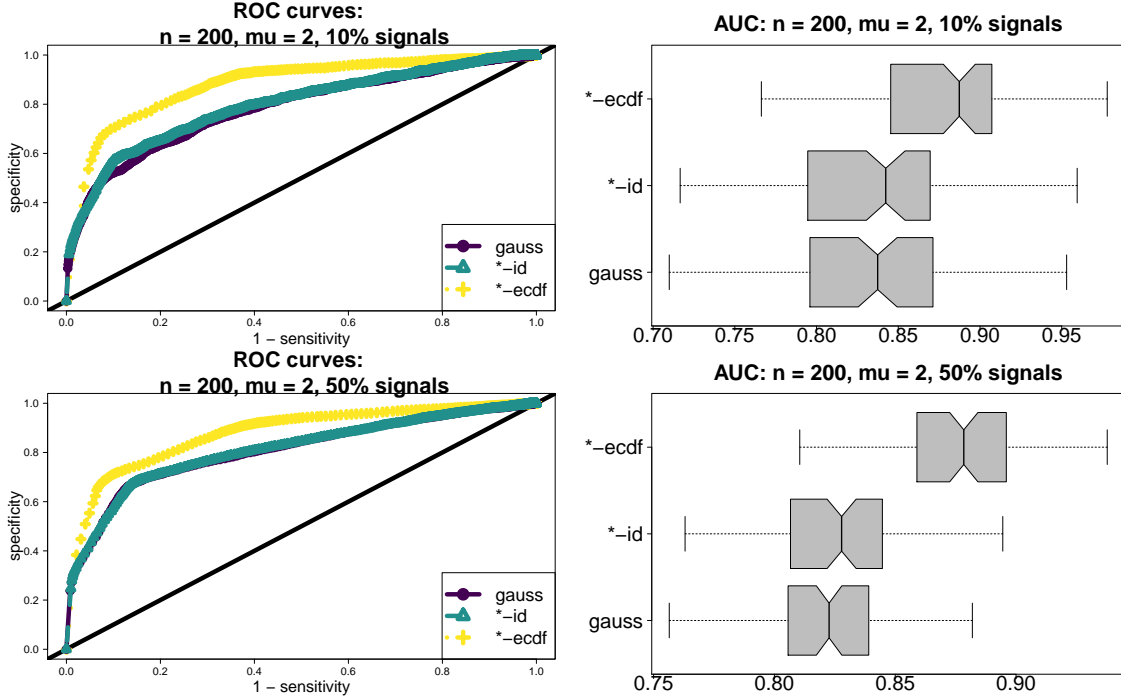 ROC curves:
n = 200, mu = 2, 10% signals
specificity
1.0
0.8
0.6
0.4
0.2
0.0
gauss
*-id
*-ecdf
0.0 0.2 0.4 0.6 0.8 1.0
1 - sensitivity
AUC: n = 200, mu = 2, 10% signals
*-ecdf
*-id
gauss
0.70 0.75 0.80 0.85 0.90 0.95
ROC curves:
n = 200, mu = 2, 50% signals
specificity
1.0
0.8
0.6
0.4
0.2
0.0
gauss
*-id
*-ecdf
0.0 0.2 0.4 0.6 0.8 1.0
1 - sensitivity
AUC: n = 200, mu = 2, 50% signals
*-ecdf
*-id
gauss
0.75 0.80 0.85 0.90